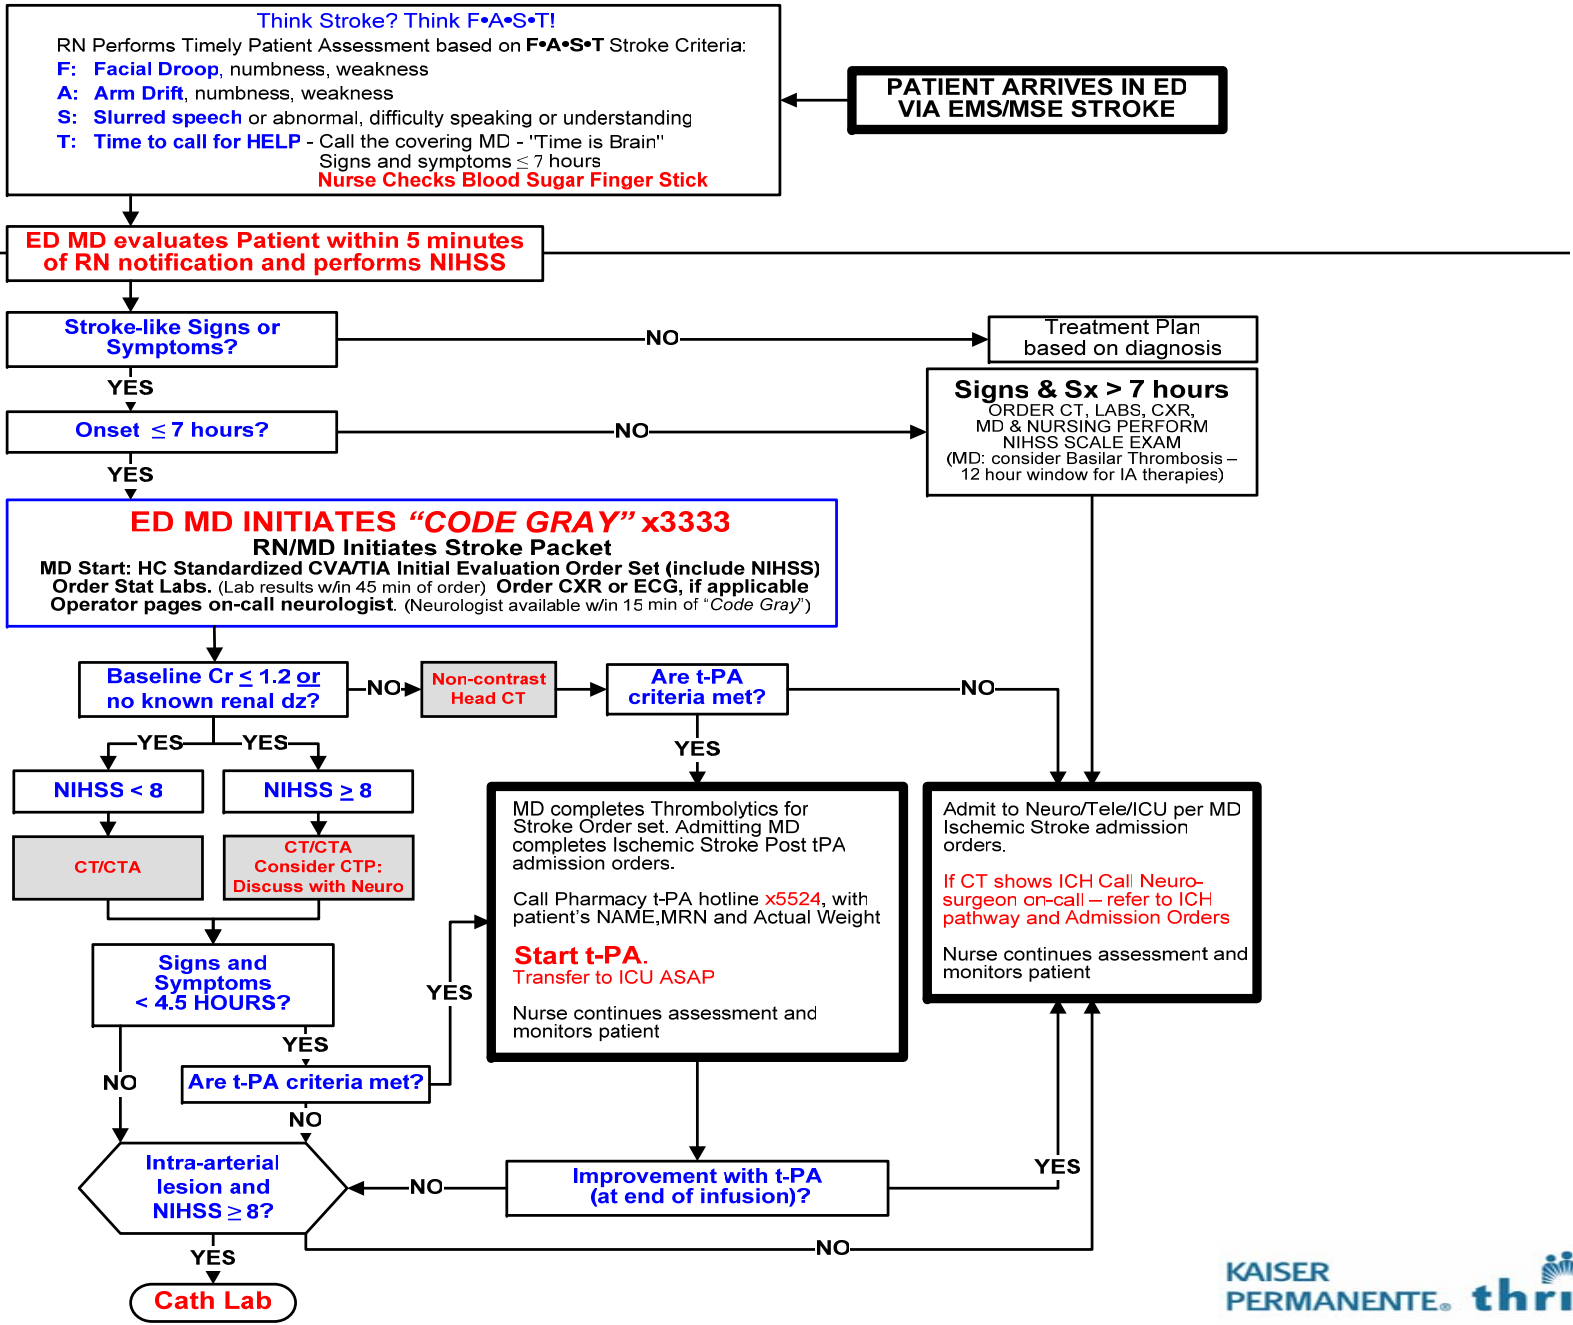 Think Stroke? Think F•A•S•T!
RN Performs Timely Patient Assessment based on F•A•S•T Stroke Criteria:
F: Facial Droop, numbness, weakness
A: Arm Drift, numbness, weakness
S: Slurred speech or abnormal, difficulty speaking or understanding
T: Time to call for HELP - Call the covering MD - "Time is Brain"
Signs and symptoms ≤ 7 hours
Nurse Checks Blood Sugar Finger Stick
PATIENT ARRIVES IN ED
VIA EMS/MSE STROKE
ED MD evaluates Patient within 5 minutes
of RN notification and performs NIHSS
Stroke-like Signs or
Symptoms?
NO
Treatment Plan
based on diagnosis
YES
Onset ≤ 7 hours?
NO
Signs & Sx > 7 hours
ORDER CT, LABS, CXR,
MD & NURSING PERFORM
NIHSS SCALE EXAM
(MD: consider Basilar Thrombosis –
12 hour window for IA therapies)
YES
ED MD INITIATES “CODE GRAY” x3333
RN/MD Initiates Stroke Packet
MD Start: HC Standardized CVA/TIA Initial Evaluation Order Set (include NIHSS)
Order Stat Labs. (Lab results w/in 45 min of order) Order CXR or ECG, if applicable
Operator pages on-call neurologist. (Neurologist available w/in 15 min of “Code Gray”)
Baseline Cr ≤ 1.2 or
no known renal dz?
NO
Non-contrast
Head CT
Are t-PA
criteria met?
NO
YES
YES
YES
NIHSS < 8
NIHSS ≥ 8
CT/CTA
CT/CTA
Consider CTP:
Discuss with Neuro
MD completes Thrombolytics for
Stroke Order set. Admitting MD
completes Ischemic Stroke Post tPA
admission orders.
Call Pharmacy t-PA hotline x5524, with
patient’s NAME,MRN and Actual Weight
Start t-PA.
Transfer to ICU ASAP
Nurse continues assessment and
monitors patient
Admit to Neuro/Tele/ICU per MD
Ischemic Stroke admission
orders.
If CT shows ICH Call Neuro-
surgeon on-call – refer to ICH
pathway and Admission Orders
Nurse continues assessment and
monitors patient
Signs and
Symptoms
< 4.5 HOURS?
YES
YES
NO
Are t-PA criteria met?
NO
Intra-arterial
lesion and
NIHSS ≥ 8?
NO
Improvement with t-PA
(at end of infusion)?
YES
NO
YES
Cath Lab
KAISER
PERMANENTE®
thri